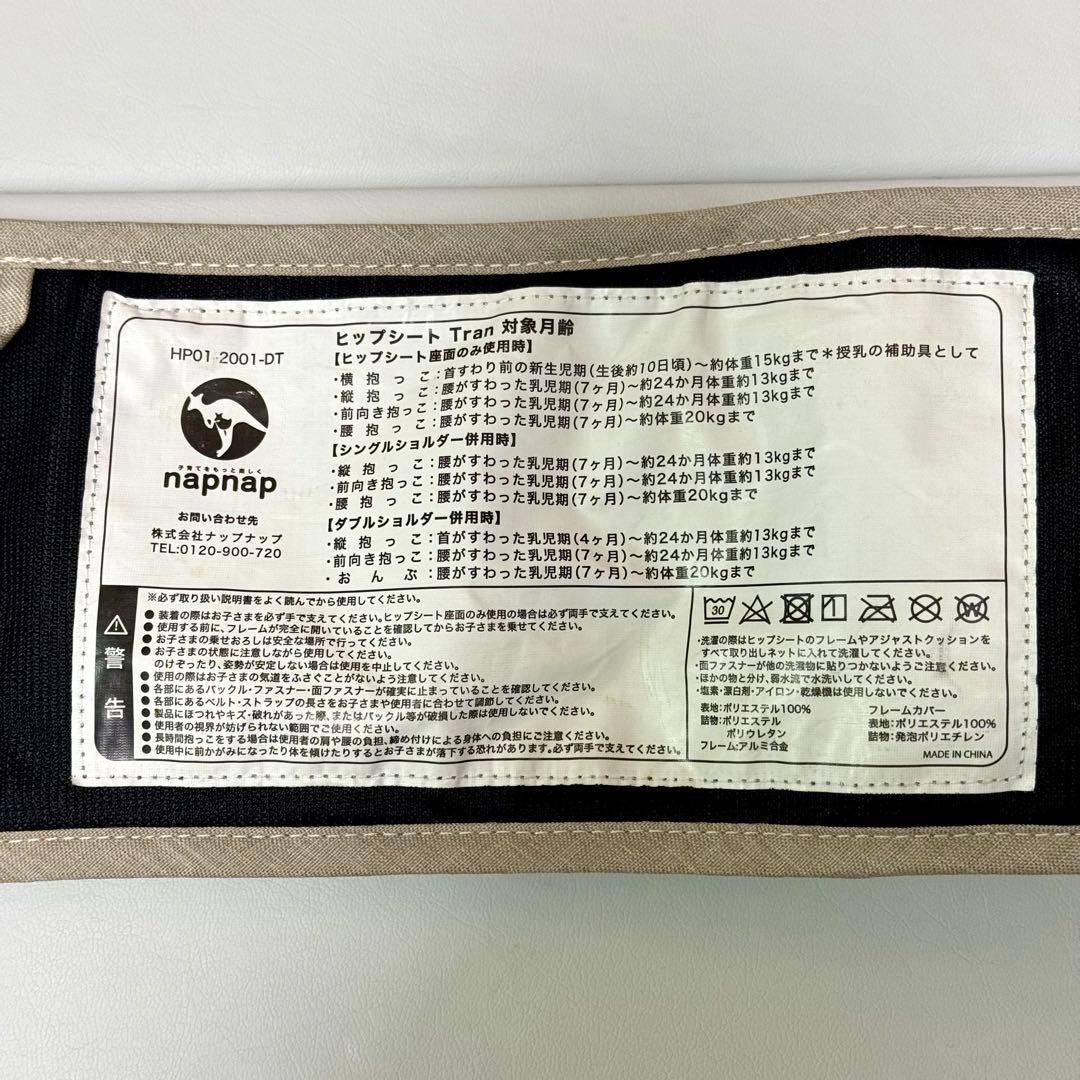 HP01 2001-DT
子育てをもっと楽しく
napnap
お問い合わせ先
株式会社ナップナップ
TEL:0120-900-720
ヒップシート Tran 対象月齢
【ヒップシート座面のみ使用時】
・横抱っこ：首すわり前の新生児期(生後約10日頃)〜約体重15kgまで＊授乳の補助具として
・縦抱っこ：腰がすわった乳児期(7ヶ月)〜約24か月体重約13kgまで
・前向き抱っこ：腰がすわった乳児期(7ヶ月)〜約24か月体重約13kgまで
・腰抱っこ：腰がすわった乳児期(7ヶ月)〜約体重20kgまで
【シングルショルダー併用時】
・縦抱っこ：腰がすわった乳児期(7ヶ月)〜約24か月体重約13kgまで
・前向き抱っこ：腰がすわった乳児期(7ヶ月)〜約24か月体重約13kgまで
・腰抱っこ：腰がすわった乳児期(7ヶ月)〜約体重20kgまで
【ダブルショルダー併用時】
・縦抱っこ：首がすわった乳児期(4ヶ月)〜約24か月体重約13kgまで
・前向き抱っこ：腰がすわった乳児期(7ヶ月)〜約24か月体重約13kgまで
・おんぶ：腰がすわった乳児期(7ヶ月)〜約体重20kgまで
警告
※必ず取り扱い説明書をよく読んでから使用してください。
●装着の際はお子さまを必ず手で支えてください。ヒップシート座面のみ使用の場合は必ず両手で支えてください。
●使用する前に、フレームが完全に開いていることを確認してからお子さまを乗せてください。
●お子さまの乗せおろしは安全な場所で行ってください。
●お子さまの状態に注意しながら使用してください。
のけぞったり、姿勢が安定しない場合は使用を中止してください。
●使用の際はお子さまの気道をふさぐことがないよう注意してください。
●各部にあるバックル・ファスナー・面ファスナーが確実に止まっていることを確認してください。
●各部にあるベルト・ストラップの長さをお子さまや使用者に合わせて調節してください。
●製品にほつれやキズ・破れがあった際、またはバックル等が破損した際は使用しないでください。
●使用者の視界が妨げられない範囲でご使用ください。
●長時間抱っこをする場合は使用者の肩や腰の負担、締め付けによる身体への負担にご注意ください。
●使用中に前かがみになったり体を傾けたりするとお子さまが落下する恐れがあります。必ず両手で支えてください。
30
W
・洗濯の際はヒップシートのフレームやアジャストクッションを
すべて取り出しネットに入れて洗濯してください。
・面ファスナーが他の洗濯物に貼りつかないようご注意ください。
・ほかの物と分け、弱水流で水洗いしてください。
・塩素・漂白剤・アイロン・乾燥機は使用しないでください。
表地:ポリエステル100%
詰物:ポリエステル
ポリウレタン
フレーム:アルミ合金
フレームカバー
表地:ポリエステル100%
詰物:発泡ポリエチレン
MADE IN CHINA